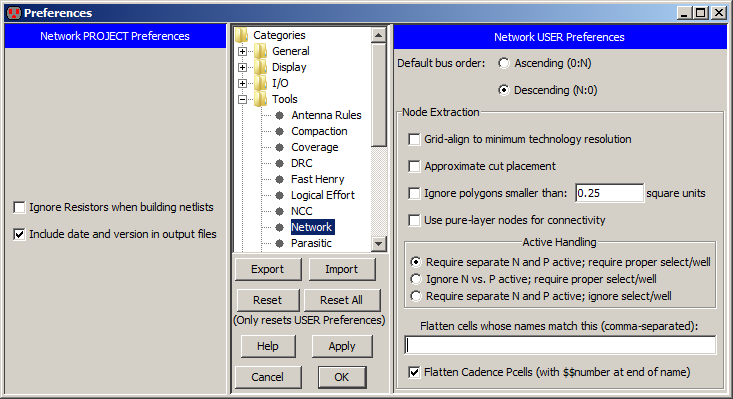 Preferences
Network PROJECT Preferences
Ignore Resistors when building netlists
Include date and version in output files
Categories
General
Display
I/O
Tools
Antenna Rules
Compaction
Coverage
DRC
Fast Henry
Logical Effort
NCC
Network
Parasitic
Export
Import
Reset
Reset All
(Only resets USER Preferences)
Help
Apply
Cancel
OK
Network USER Preferences
Default bus order:
Ascending (0:N)
Descending (N:0)
Node Extraction
Grid-align to minimum technology resolution
Approximate cut placement
Ignore polygons smaller than: 0.25 square units
Use pure-layer nodes for connectivity
Active Handling
Require separate N and P active; require proper select/well
Ignore N vs. P active; require proper select/well
Require separate N and P active; ignore select/well
Flatten cells whose names match this (comma-separated):
Flatten Cadence Pcells (with $$number at end of name)